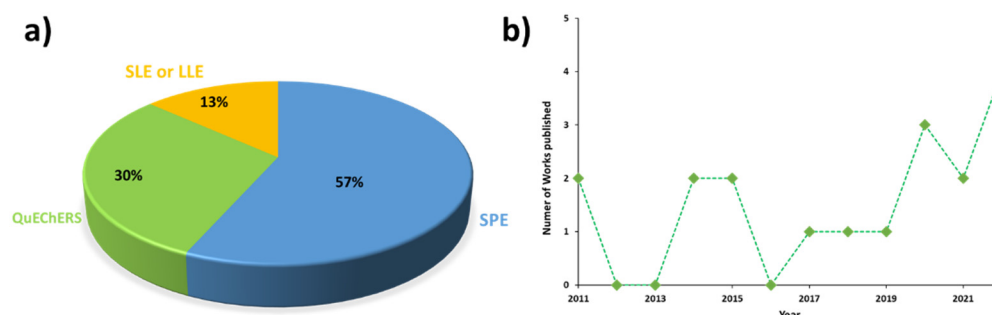 a)
SLE or LLE
13%
30%
57%
QuEChERS
SPE
b)
Numer of Works published
5
4
3
2
1
0
2011 2013 2015 2017 2019 2021
Year